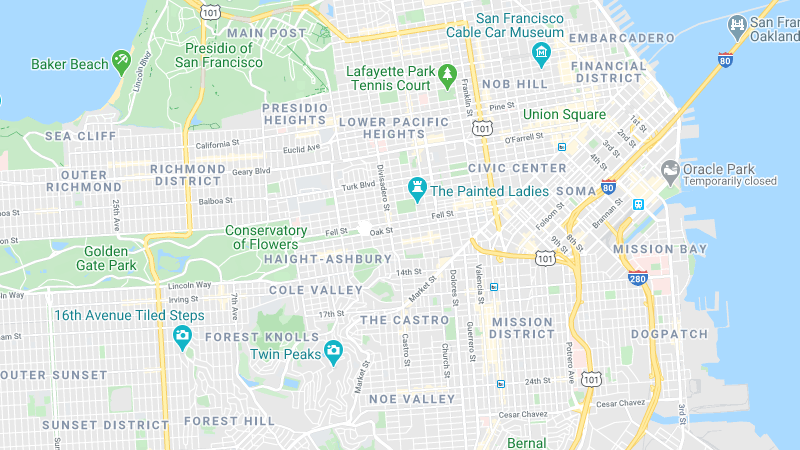 101
MAIN POST
Presidio of
San Francisco
Baker Beach
Lincoln Blvd
San Francisco
Cable Car Museum
EMBARCADERO
San Fran
Oakland
80
Lafayette Park
Tennis Court
Franklin St
NOB HILL
FINANCIAL
DISTRICT
Pine St
Union Square
PRESIDIO
HEIGHTS
LOWER PACIFIC
HEIGHTS
101
O'Farrell St
1st St
2nd St
4th St
SEA CLIFF
California St
Euclid Ave
Geary Blvd
OUTER
RICHMOND
RICHMOND
DISTRICT
CIVIC CENTER
SOMA
80
Oracle Park
Temporarily closed
25th Ave
Balboa St
Balboa St
Turk Blvd
Divisadero St
The Painted Ladies
Fell St
Folsom St
Brannan St
Conservatory
of Flowers
Fell St
Oak St
8th St
9th St
MISSION BAY
Golden
Gate Park
HAIGHT-ASHBURY
101
280
14th St
Market St
Dolores St
Valencia St
Lincoln Way
Lincoln Way
Irving St
7th Ave
COLE VALLEY
16th Avenue Tiled Steps
17th St
THE CASTRO
MISSION
DISTRICT
DOGPATCH
FOREST KNOLLS
Twin Peaks
Castro St
Church St
Guerrero St
Potrero Ave
Market St
OUTER SUNSET
24th St
101
NOE VALLEY
Cesar Chavez
Cesar Chavez
3rd St
SUNSET DISTRICT
FOREST HILL
Bernal